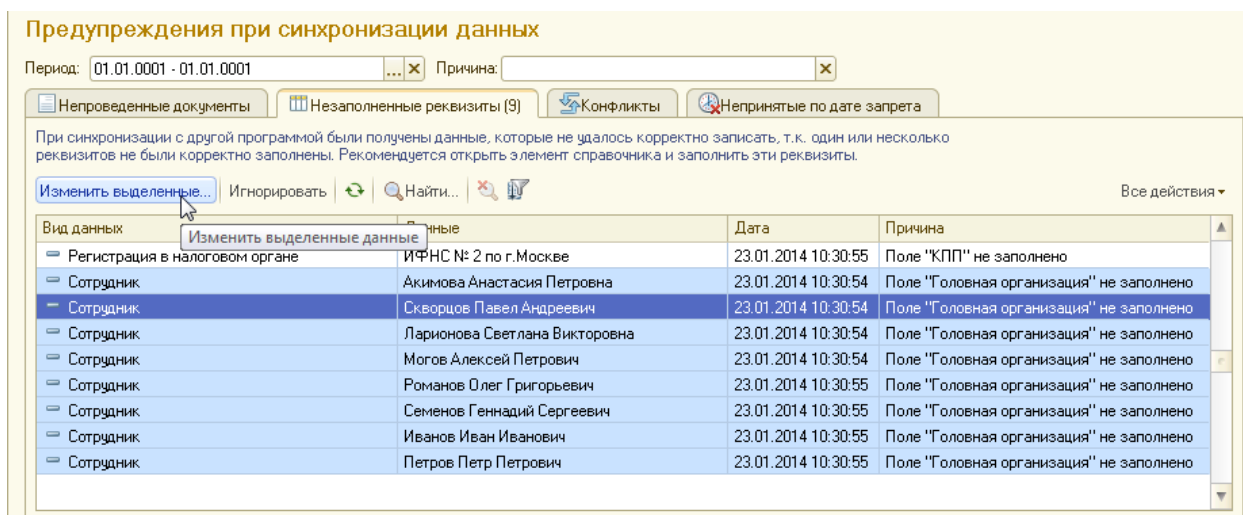 Предупреждения при синхронизации данных
Период: 01.01.0001 - 01.01.0001 ... Причина:
Непроведенные документы Незаполненные реквизиты (9) Конфликты Непринятые по дате запрета
При синхронизации с другой программой были получены данные, которые не удалось корректно записать, т.к. один или несколько
реквизитов не были корректно заполнены. Рекомендуется открыть элемент справочника и заполнить эти реквизиты.
Изменить выделенные... Игнорировать Найти... Все действия
Вид данных Дата Причина
Изменить выделенные данные
Регистрация в налоговом органе ИФНС № 2 по г.Москве 23.01.2014 10:30:55 Поле "КПП" не заполнено
Сотрудник Акимова Анастасия Петровна 23.01.2014 10:30:54 Поле "Головная организация" не заполнено
Сотрудник Скворцов Павел Андреевич 23.01.2014 10:30:54 Поле "Головная организация" не заполнено
Сотрудник Ларионова Светлана Викторовна 23.01.2014 10:30:54 Поле "Головная организация" не заполнено
Сотрудник Могов Алексей Петрович 23.01.2014 10:30:55 Поле "Головная организация" не заполнено
Сотрудник Романов Олег Григорьевич 23.01.2014 10:30:55 Поле "Головная организация" не заполнено
Сотрудник Семенов Геннадий Сергеевич 23.01.2014 10:30:55 Поле "Головная организация" не заполнено
Сотрудник Иванов Иван Иванович 23.01.2014 10:30:55 Поле "Головная организация" не заполнено
Сотрудник Петров Петр Петрович 23.01.2014 10:30:55 Поле "Головная организация" не заполнено